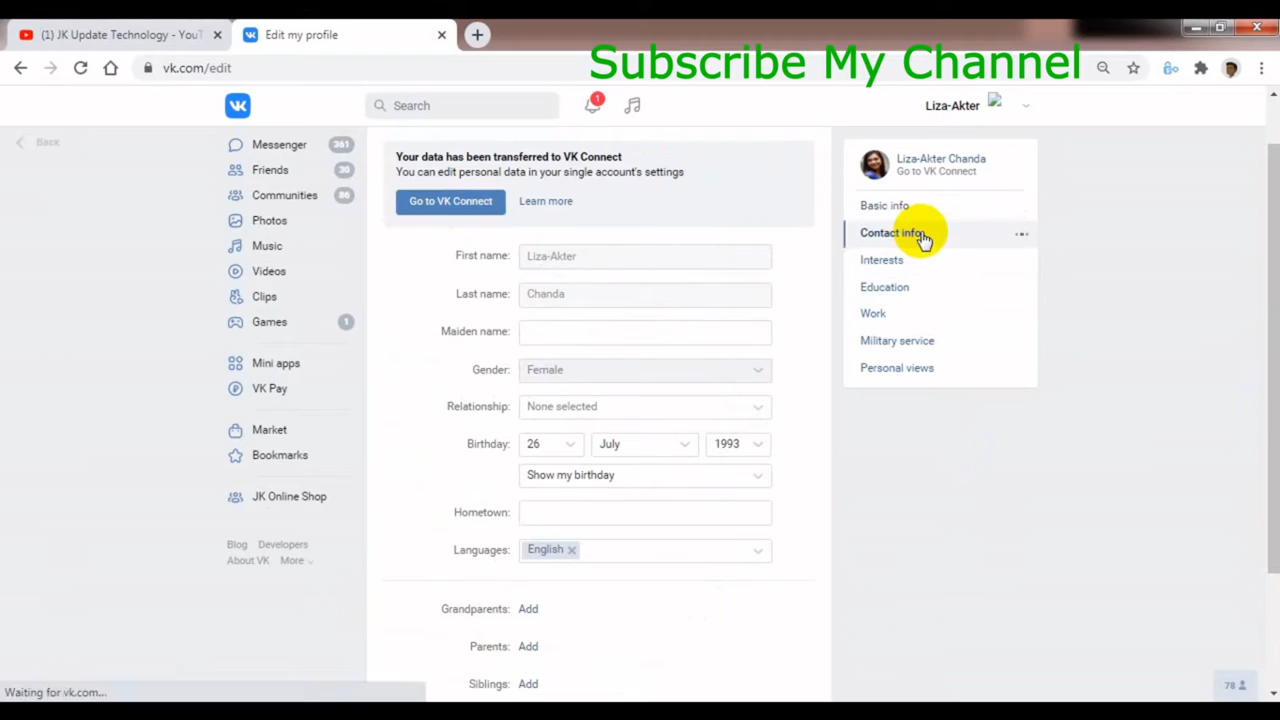 (1) JK Update Technology - YouT
Edit my profile
vk.com/edit
Subscribe My Channel
Search
1
Liza-Akter
Back
Messenger 361
Friends 30
Communities 86
Photos
Music
Videos
Clips
Games 1
Mini apps
VK Pay
Market
Bookmarks
JK Online Shop
Blog Developers
About VK More
Your data has been transferred to VK Connect
You can edit personal data in your single account's settings
Go to VK Connect Learn more
First name: Liza-Akter
Last name: Chanda
Maiden name:
Gender: Female
Relationship: None selected
Birthday: 26 July 1993
Show my birthday
Hometown:
Languages: English
Grandparents: Add
Parents: Add
Siblings: Add
Liza-Akter Chanda
Go to VK Connect
Basic info
Contact info
Interests
Education
Work
Military service
Personal views
Waiting for vk.com...
78